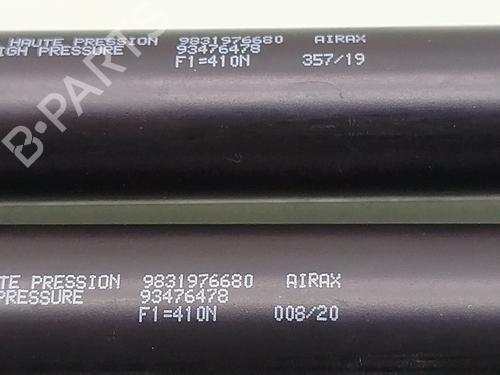 HAUTE PRESSION 9831976680 AIRAX
HIGH PRESSURE 93476478
F1=410N 357/19
B-PARTS
TE PRESSION 9831976680 AIRAX
PRESSURE 93476478
F1=410N 008/20